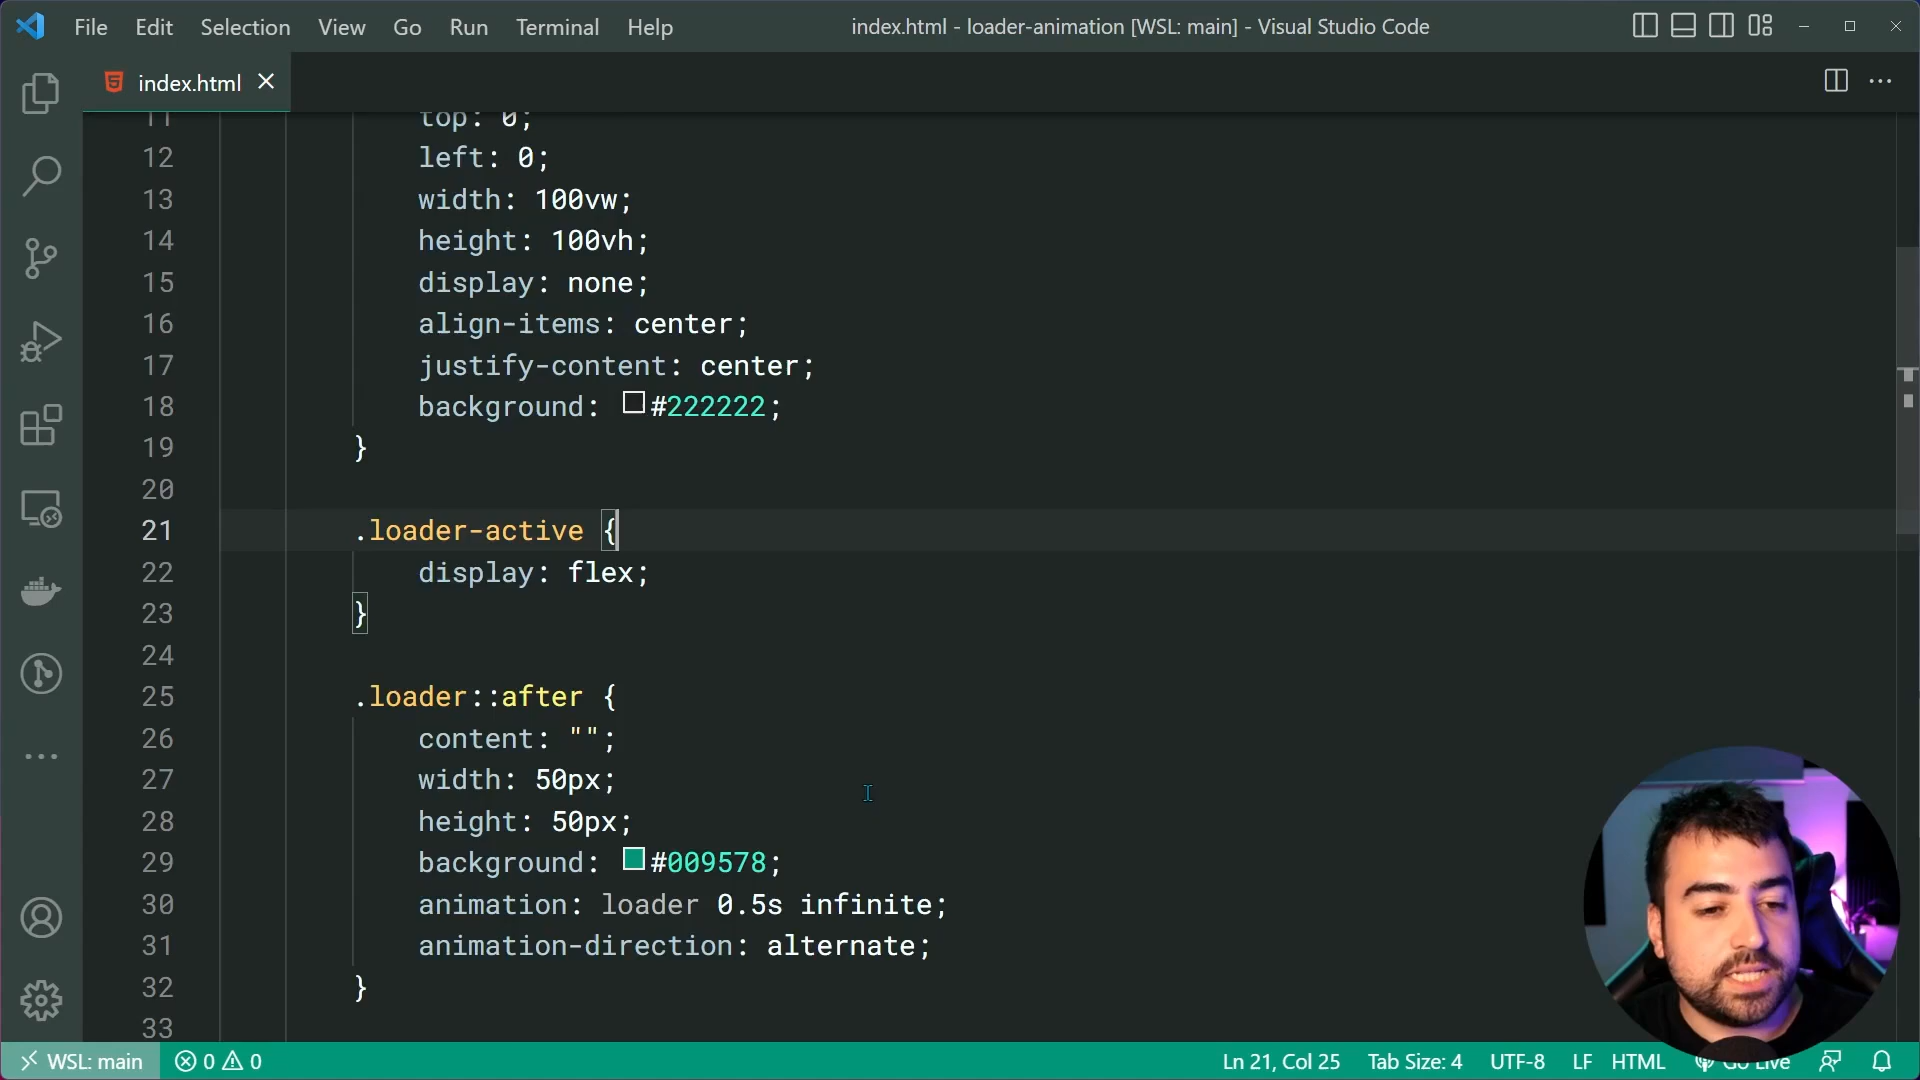 File Edit Selection View Go Run Terminal Help
index.html - loader-animation [WSL: main] - Visual Studio Code
index.html
11 top: 0;
12 left: 0;
13 width: 100vw;
14 height: 100vh;
15 display: none;
16 align-items: center;
17 justify-content: center;
18 background: #222222;
19 }
20
21 .loader-active {
22 display: flex;
23 }
24
25 .loader::after {
26 content: "";
27 width: 50px;
28 height: 50px;
29 background: #009578;
30 animation: loader 0.5s infinite;
31 animation-direction: alternate;
32 }
33
WSL: main 0 0 Ln 21, Col 25 Tab Size: 4 UTF-8 LF HTML Go Live